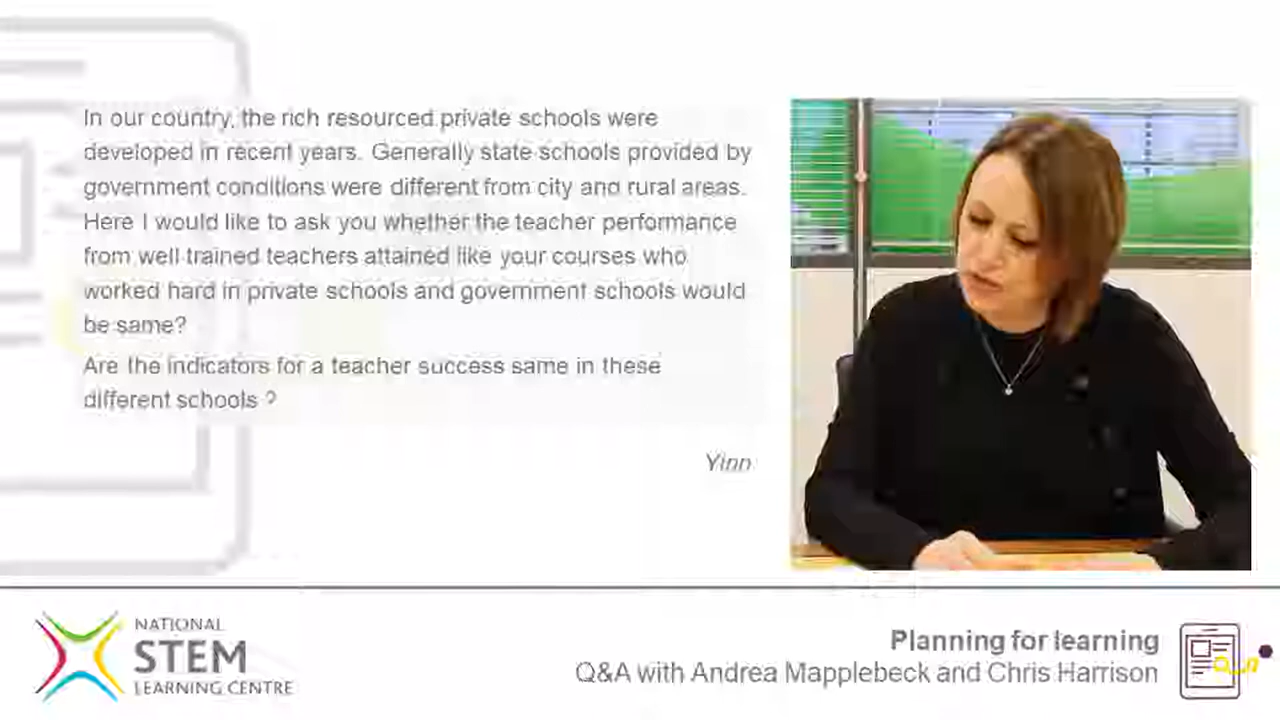 In our country, the rich resourced private schools were
developed in recent years. Generally state schools provided by
government conditions were different from city and rural areas.
Here I would like to ask you whether the teacher performance
from well trained teachers attained like your courses who
worked hard in private schools and government schools would
be same?
Are the indicators for a teacher success same in these
different schools ?
Yinn
NATIONAL
STEM
LEARNING CENTRE
Planning for learning
Q&A with Andrea Mapplebeck and Chris Harrison